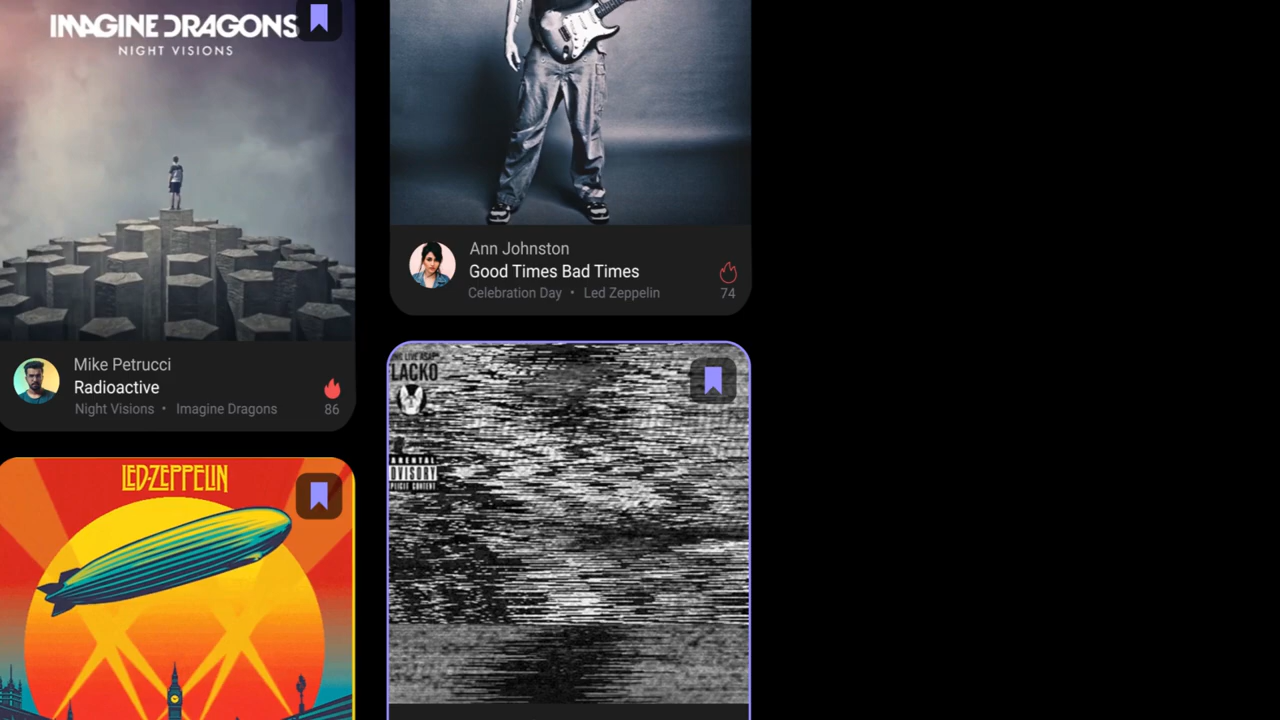 IMAGINE DRAGONS
NIGHT VISIONS
Mike Petrucci
Radioactive
Night Visions • Imagine Dragons
86
LED-ZEPPELIN
Ann Johnston
Good Times Bad Times
Celebration Day • Led Zeppelin
74
LACKO